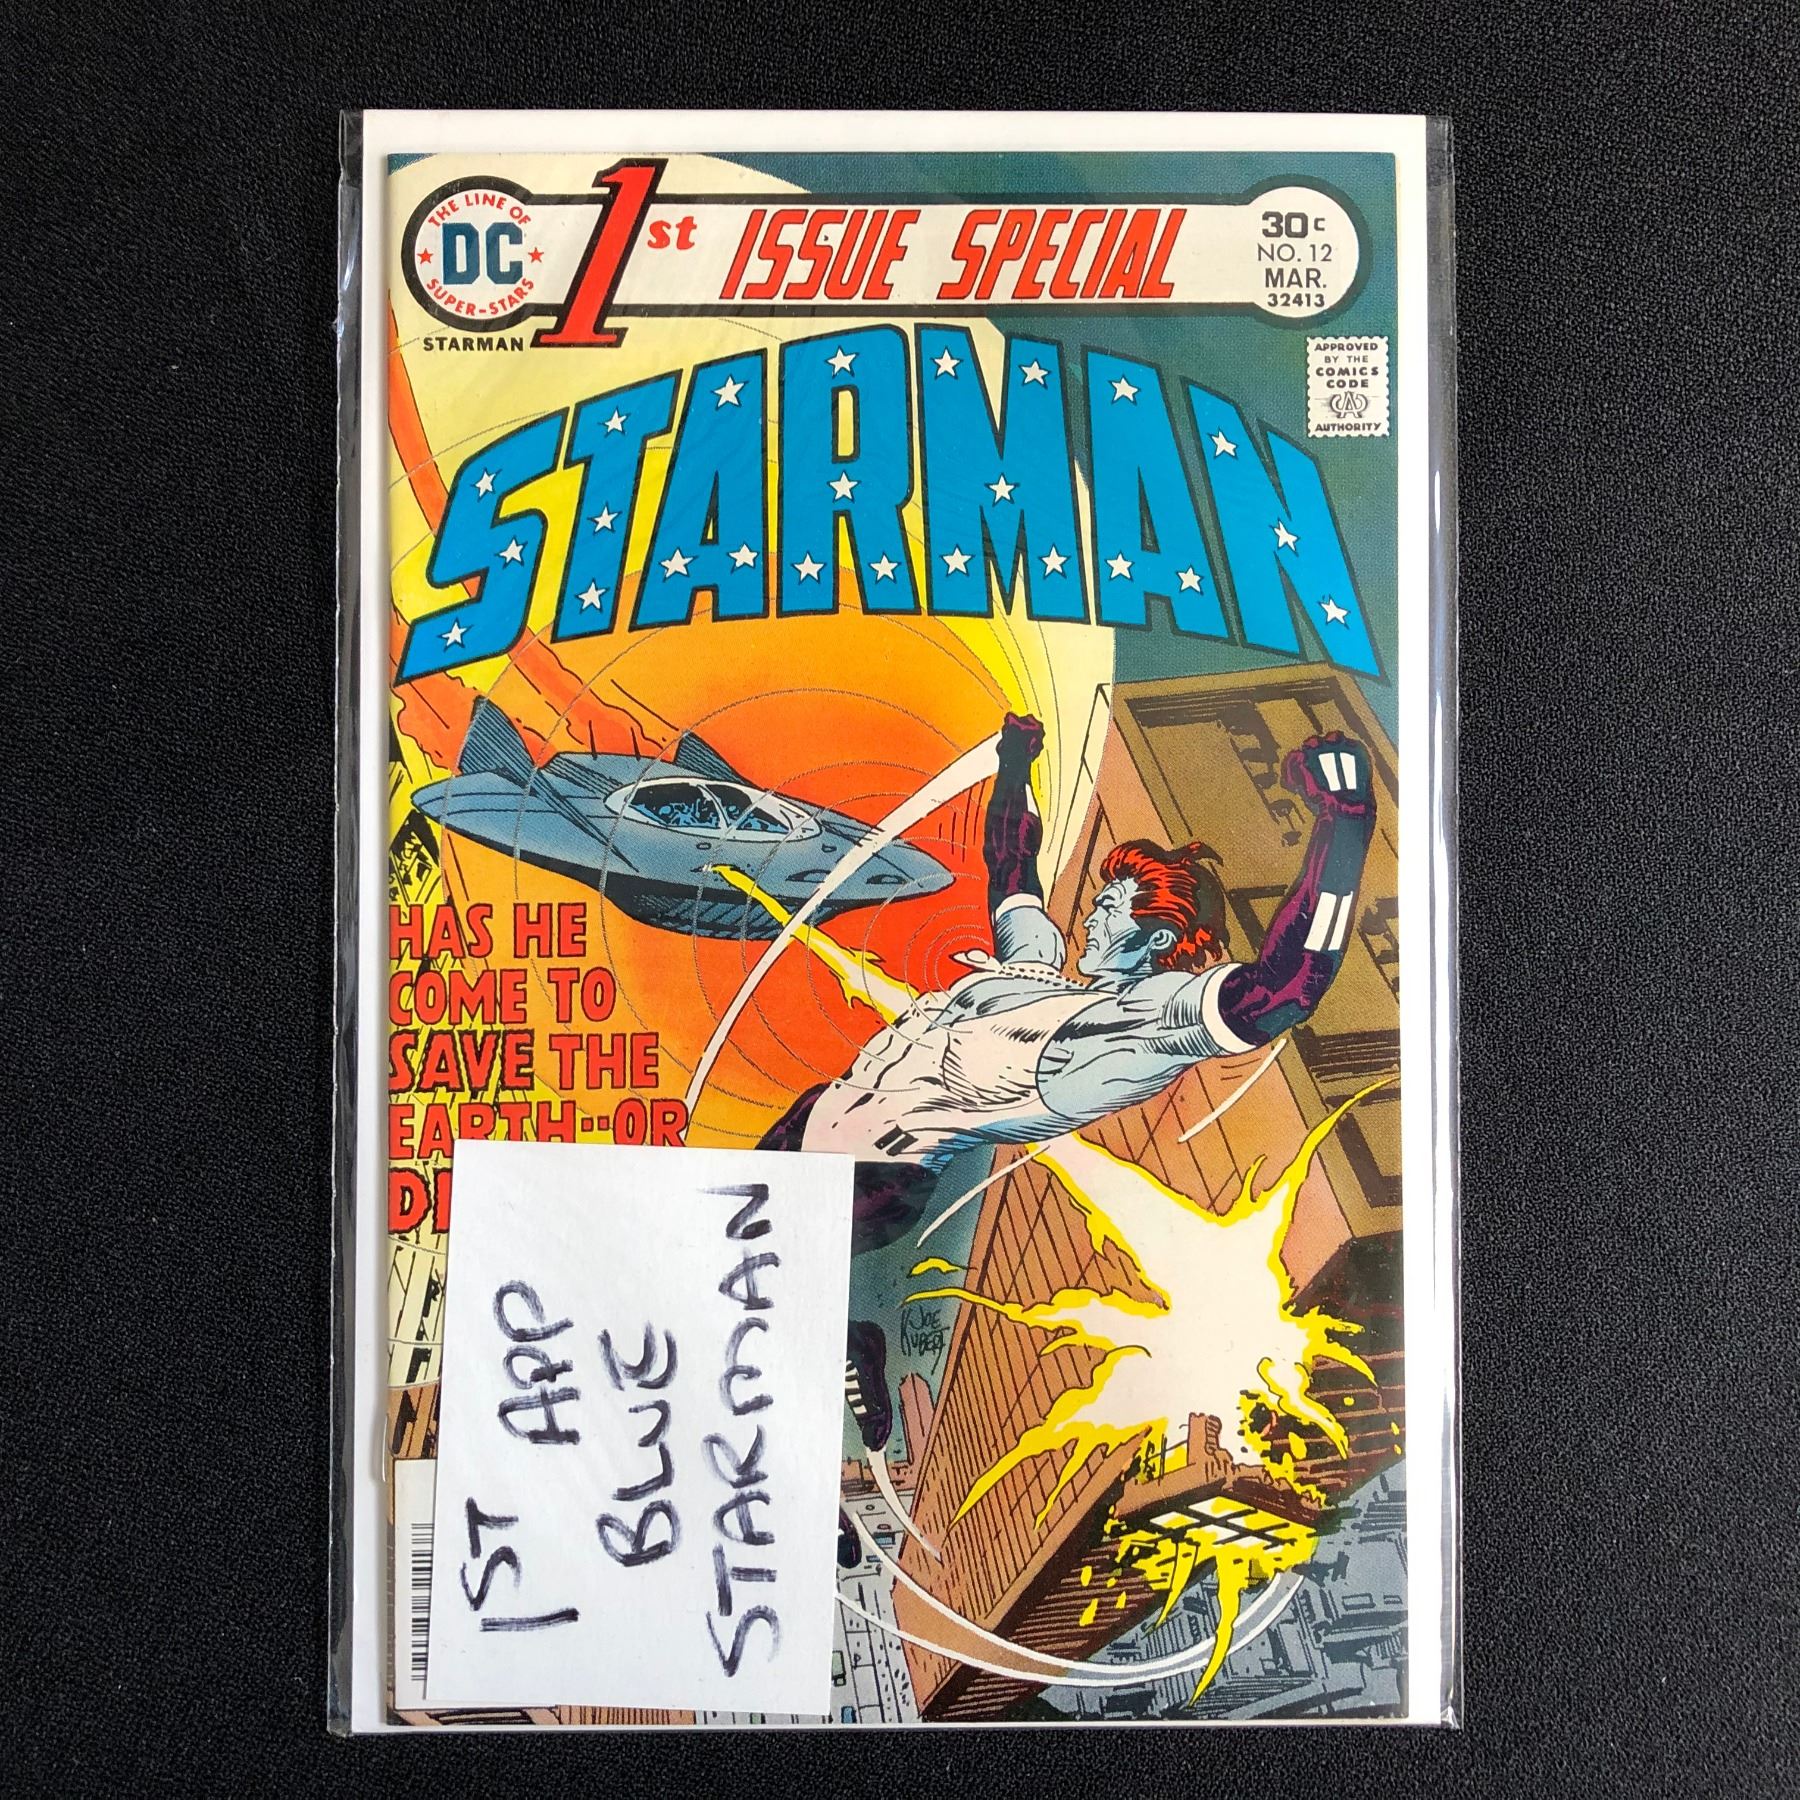 THE LINE OF
DC
SUPER-STARS
1st ISSUE SPECIAL
30¢
NO. 12
MAR.
32413
STARMAN
APPROVED
BY THE
COMICS
CODE
AUTHORITY
STARMAN
HAS HE
COME TO
SAVE THE
EARTH--OR
JOE
KUBERT
1ST APP
BLUE
STARMAN